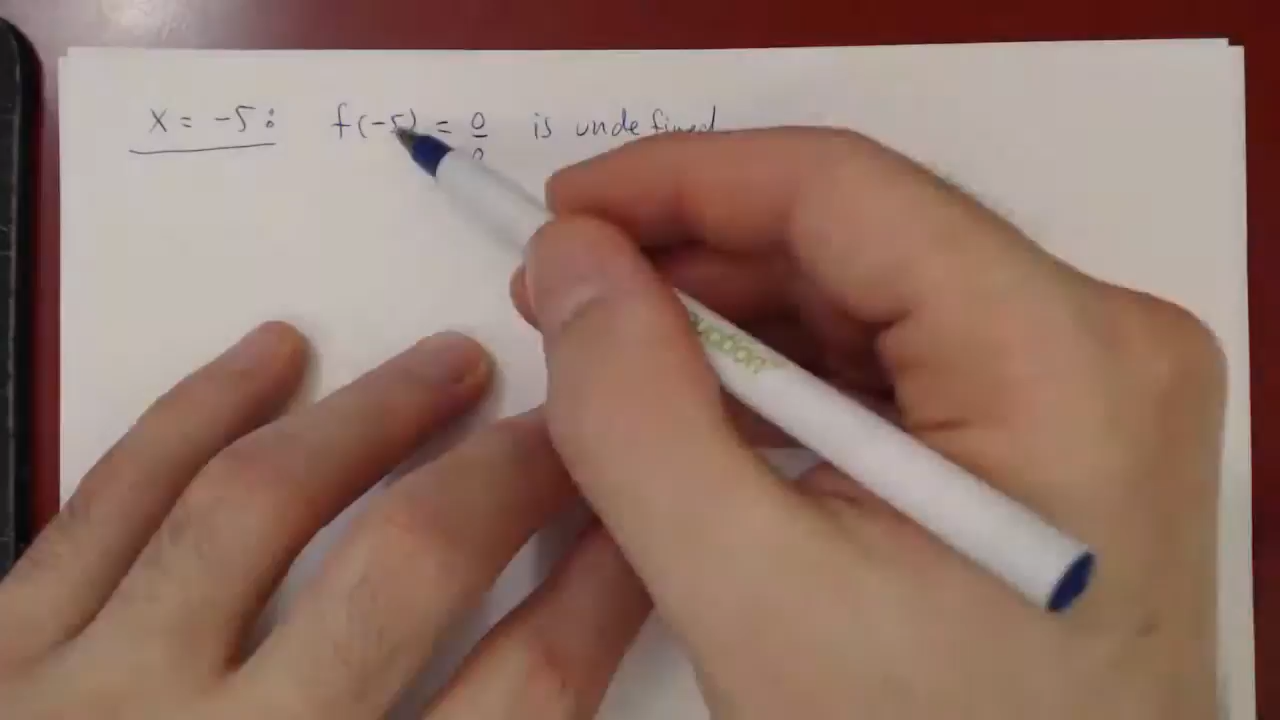 x = -5: f(-5) = 0/0 is undefined